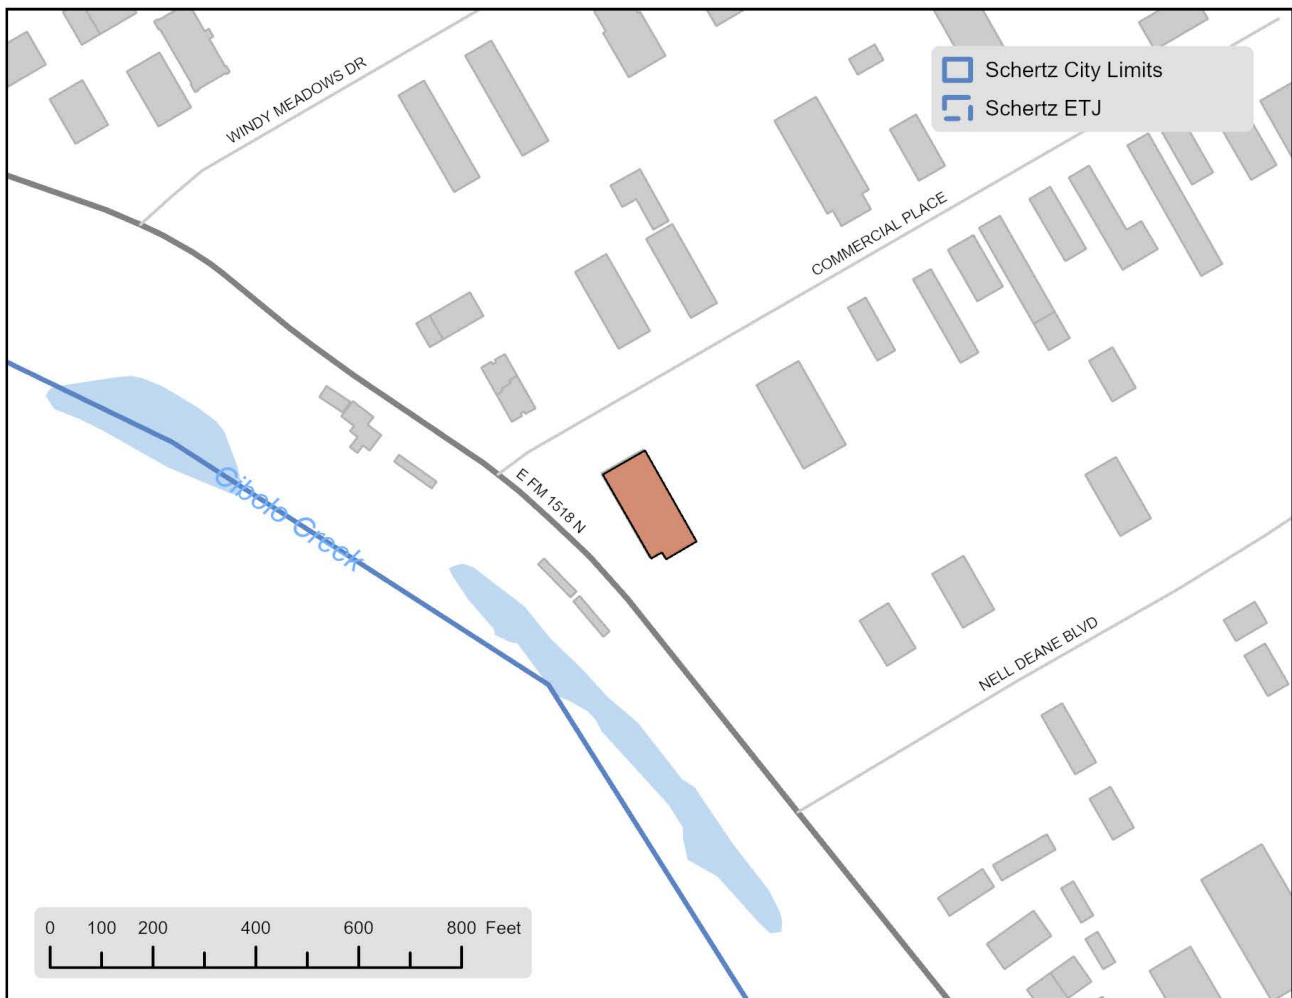 Schertz City Limits
Schertz ETJ
WINDY MEADOWS DR
COMMERCIAL PLACE
E FM 1518 N
Cibolo Creek
NELL DEANE BLVD
0 100 200 400 600 800 Feet